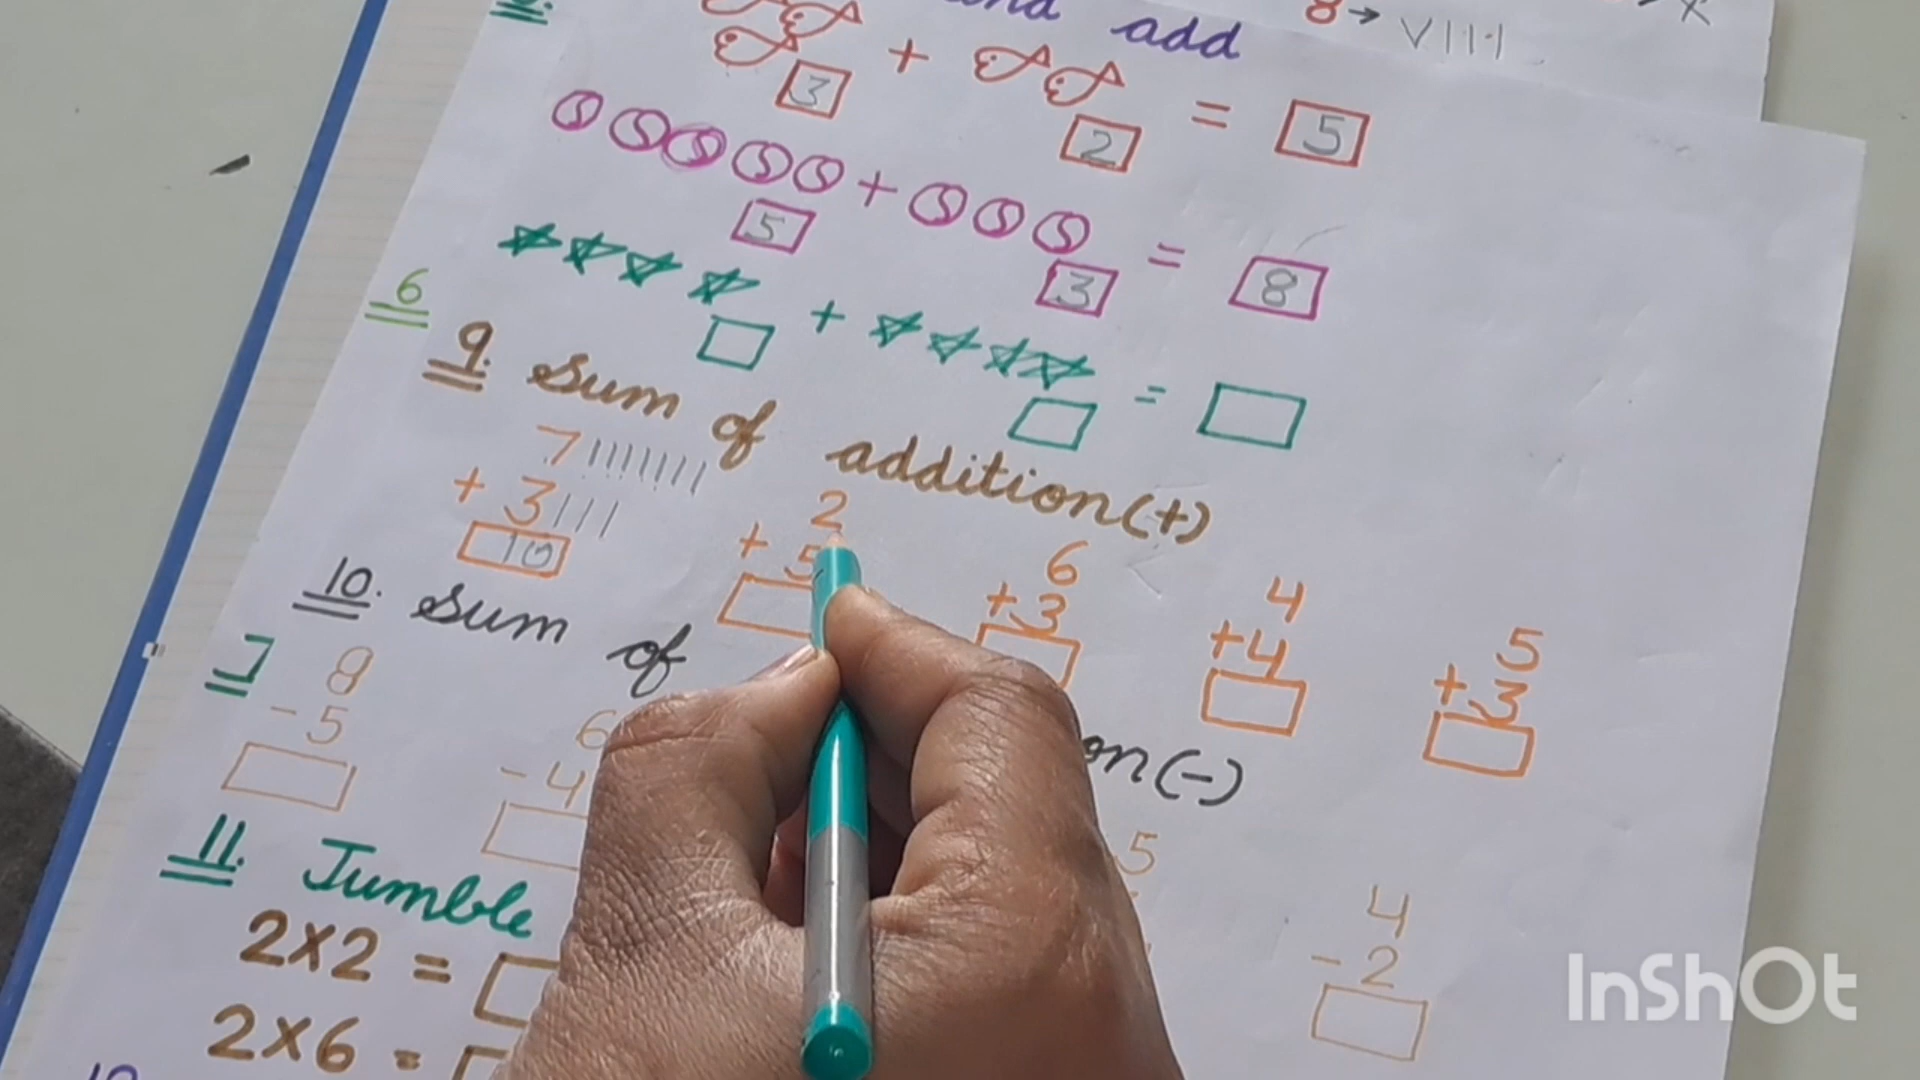 8 → VIII
and add
+ =
3 2 5
+ =
5 3 8
+ =
6
9. Sum of addition(+)
7 2 6 4 5
+ 3 + 5 + 3 + 4 + 3
10
10. Sum of on(-)
7
8 6 5 4
- 5 - 4 - 2
11. Jumble
2X2 =
2X6 =
InShOt